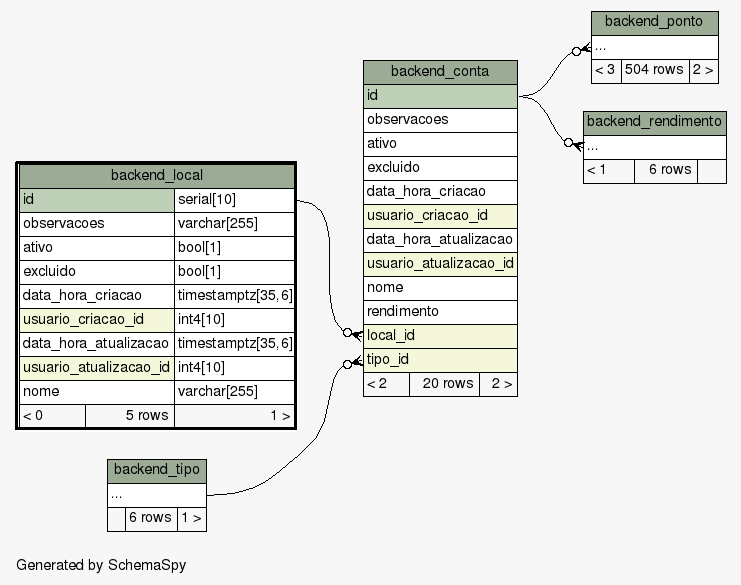 backend_ponto
...
< 3 504 rows 2 >
backend_rendimento
...
< 1 6 rows
backend_conta
id
observacoes
ativo
excluido
data_hora_criacao
usuario_criacao_id
data_hora_atualizacao
usuario_atualizacao_id
nome
rendimento
local_id
tipo_id
< 2 20 rows 2 >
backend_local
id serial[10]
observacoes varchar[255]
ativo bool[1]
excluido bool[1]
data_hora_criacao timestamptz[35,6]
usuario_criacao_id int4[10]
data_hora_atualizacao timestamptz[35,6]
usuario_atualizacao_id int4[10]
nome varchar[255]
< 0 5 rows 1 >
backend_tipo
...
6 rows 1 >
Generated by SchemaSpy